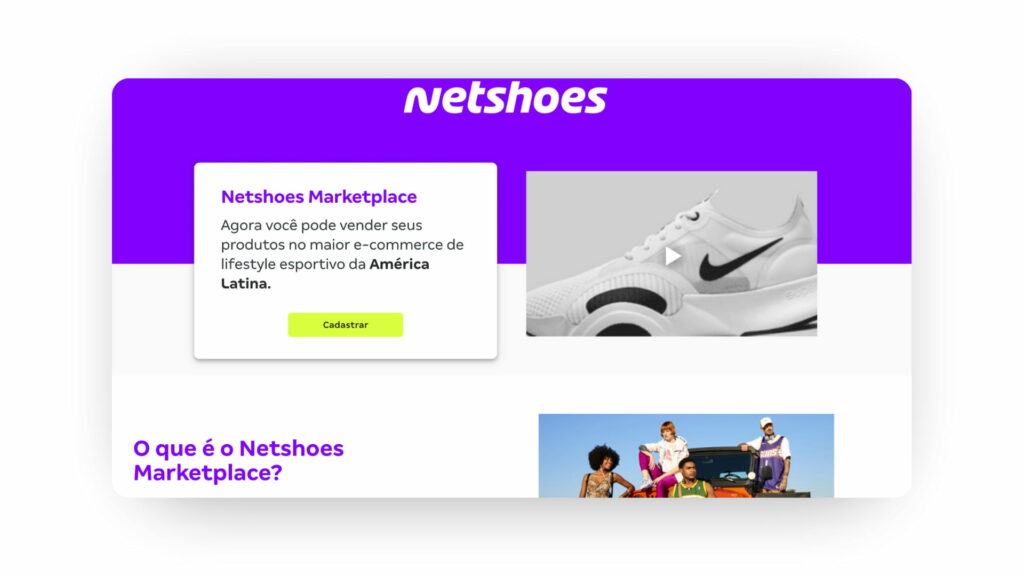 netshoes
Netshoes Marketplace
Agora você pode vender seus
produtos no maior e-commerce de
lifestyle esportivo da América
Latina.
Cadastrar
O que é o Netshoes
Marketplace?